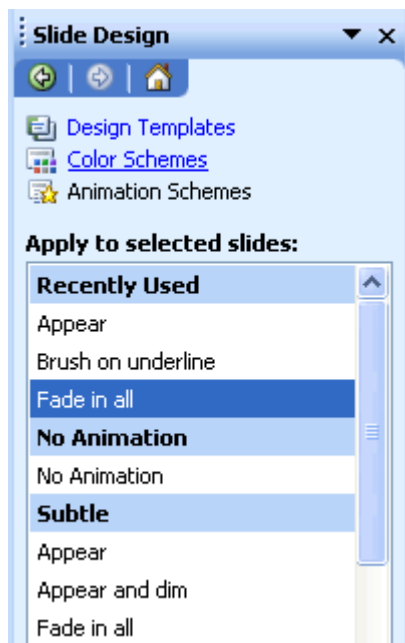 Slide Design
Design Templates
Color Schemes
Animation Schemes
Apply to selected slides:
Recently Used
Appear
Brush on underline
Fade in all
No Animation
No Animation
Subtle
Appear
Appear and dim
Fade in all